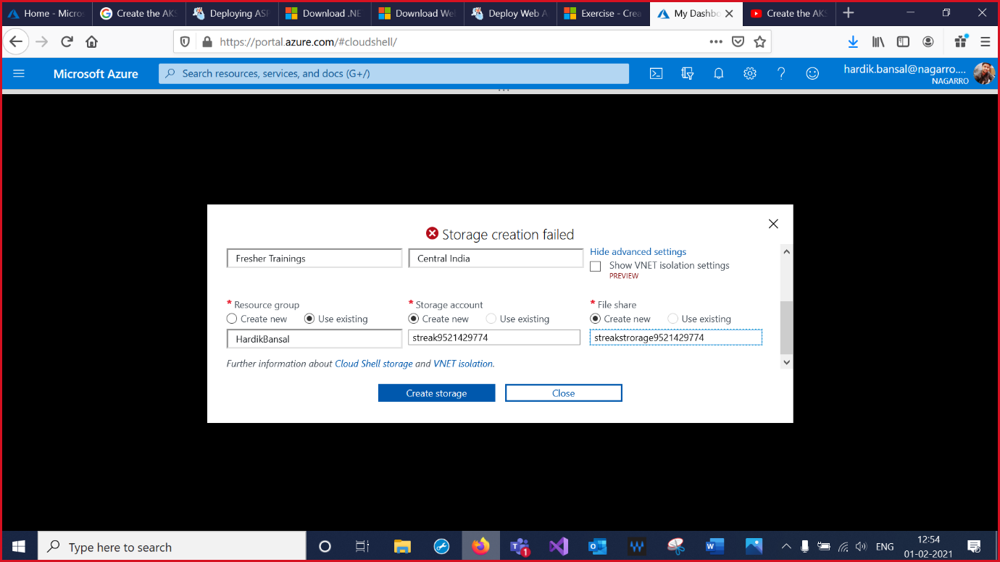 Home - Micros
Create the AKS
Deploying ASP
Download .NE
Download We
Deploy Web A
Exercise - Crea
My Dashbo
Create the AKS
https://portal.azure.com/#cloudshell/
Microsoft Azure
Search resources, services, and docs (G+/)
hardik.bansal@nagarro....
NAGARRO
Storage creation failed
Fresher Trainings
Central India
Hide advanced settings
Show VNET isolation settings
PREVIEW
* Resource group
* Storage account
* File share
Create new
Use existing
Create new
Use existing
Create new
Use existing
HardikBansal
streak9521429774
streakstrorage9521429774
Further information about Cloud Shell storage and VNET isolation.
Create storage
Close
Type here to search
1
ENG
12:54
01-02-2021